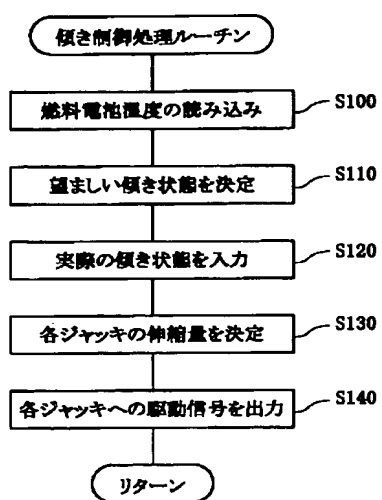 傾き制御処理ルーチン
燃料電池湿度の読み込み S100
望ましい傾き状態を決定 S110
実際の傾き状態を入力 S120
各ジャッキの伸縮量を決定 S130
各ジャッキへの駆動信号を出力 S140
リターン